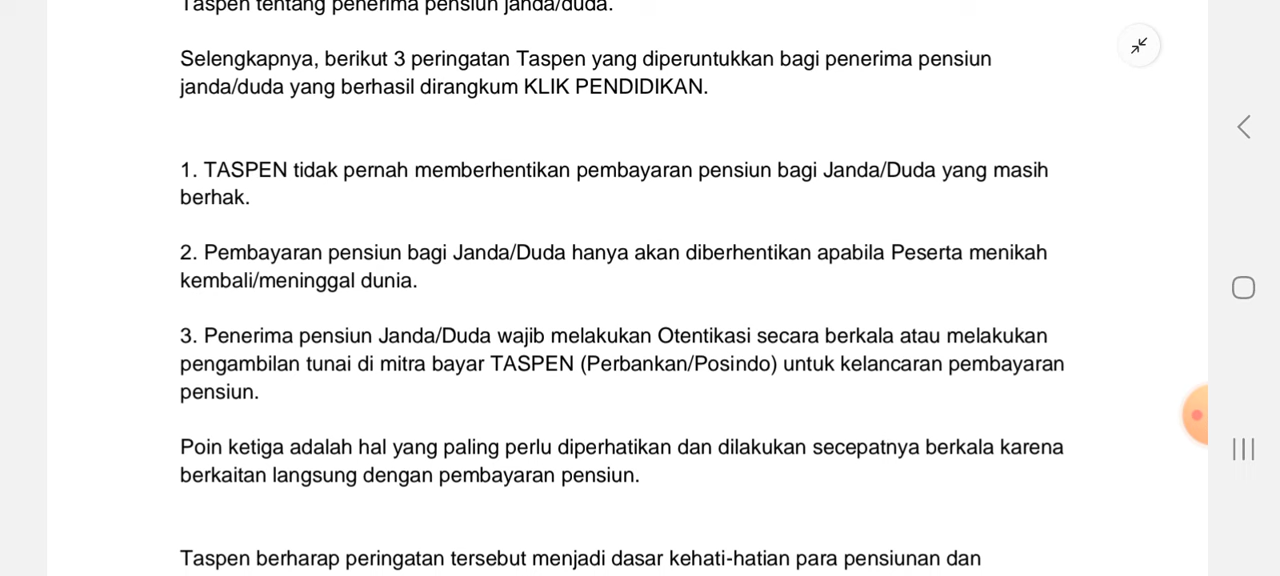 Taspen tentang penerima pensiun janda/duda.
Selengkapnya, berikut 3 peringatan Taspen yang diperuntukkan bagi penerima pensiun
janda/duda yang berhasil dirangkum KLIK PENDIDIKAN.
1. TASPEN tidak pernah memberhentikan pembayaran pensiun bagi Janda/Duda yang masih
berhak.
2. Pembayaran pensiun bagi Janda/Duda hanya akan diberhentikan apabila Peserta menikah
kembali/meninggal dunia.
3. Penerima pensiun Janda/Duda wajib melakukan Otentikasi secara berkala atau melakukan
pengambilan tunai di mitra bayar TASPEN (Perbankan/Posindo) untuk kelancaran pembayaran
pensiun.
Poin ketiga adalah hal yang paling perlu diperhatikan dan dilakukan secepatnya berkala karena
berkaitan langsung dengan pembayaran pensiun.
Taspen berharap peringatan tersebut menjadi dasar kehati-hatian para pensiunan dan